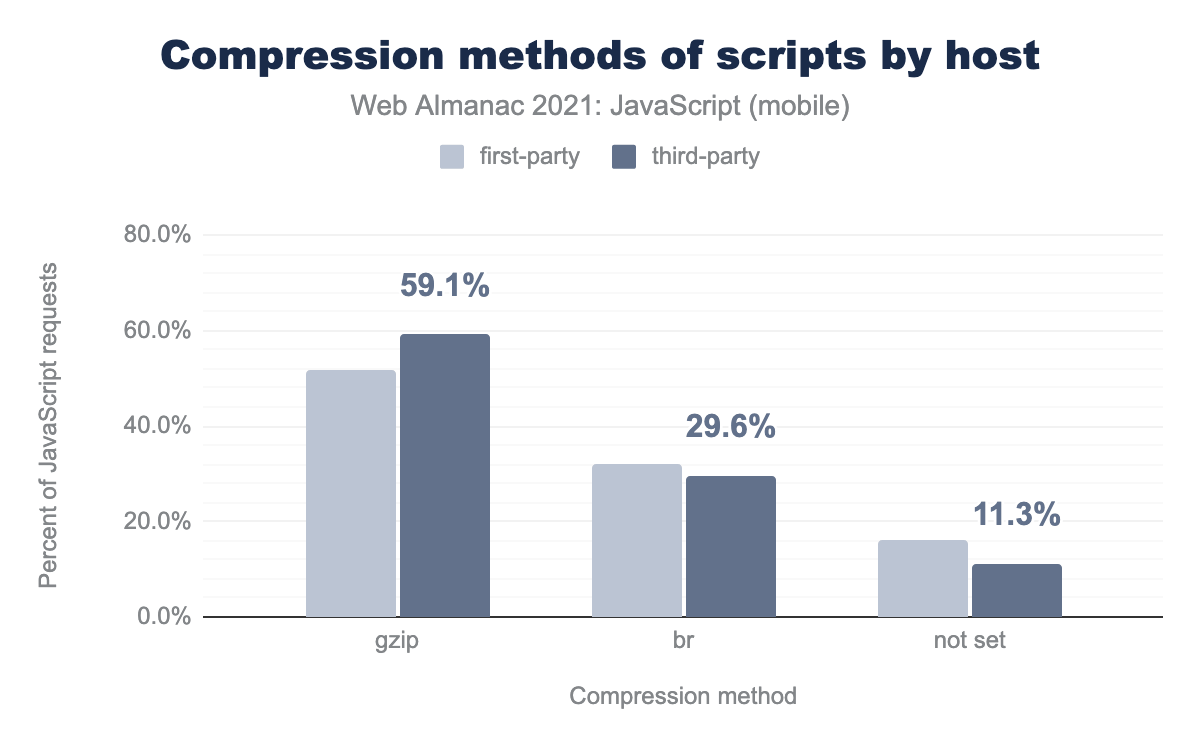 Compression methods of scripts by host
Web Almanac 2021: JavaScript (mobile)
first-party third-party
Percent of JavaScript requests
80.0%
60.0%
40.0%
20.0%
0.0%
59.1%
29.6%
11.3%
gzip br not set
Compression method